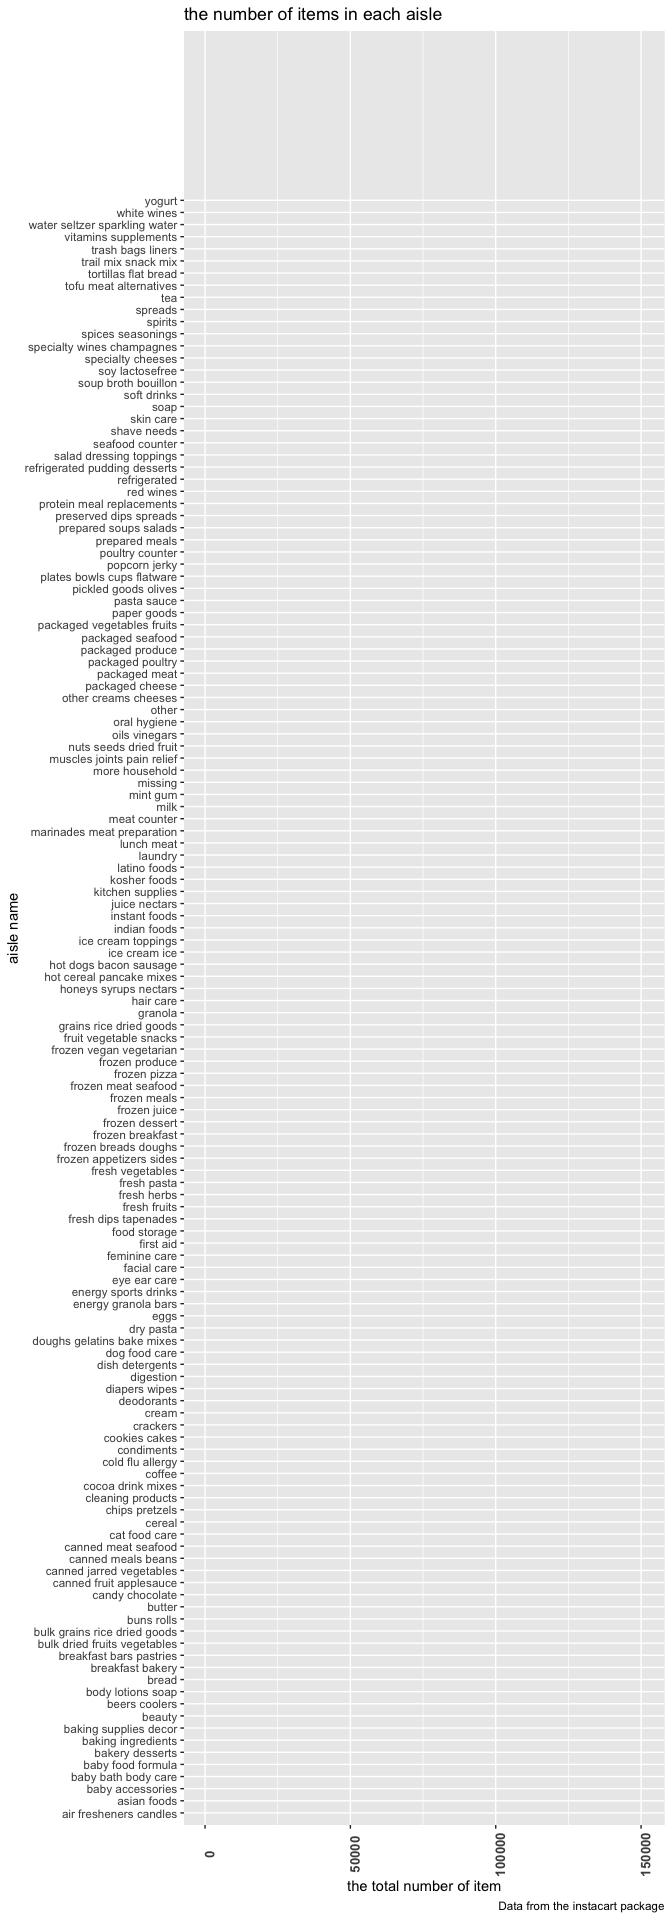 the number of items in each aisle
yogurt
white wines
water seltzer sparkling water
vitamins supplements
trash bags liners
trail mix snack mix
tortillas flat bread
tofu meat alternatives
tea
spreads
spirits
spices seasonings
specialty wines champagnes
specialty cheeses
soy lactosefree
soup broth bouillon
soft drinks
soap
skin care
shave needs
seafood counter
salad dressing toppings
refrigerated pudding desserts
refrigerated
red wines
protein meal replacements
preserved dips spreads
prepared soups salads
prepared meals
poultry counter
popcorn jerky
plates bowls cups flatware
pickled goods olives
pasta sauce
paper goods
packaged vegetables fruits
packaged seafood
packaged produce
packaged poultry
packaged meat
packaged cheese
other creams cheeses
other
oral hygiene
oils vinegars
nuts seeds dried fruit
muscles joints pain relief
more household
missing
mint gum
milk
meat counter
marinades meat preparation
lunch meat
laundry
latino foods
kosher foods
kitchen supplies
juice nectars
instant foods
indian foods
ice cream toppings
ice cream ice
hot dogs bacon sausage
hot cereal pancake mixes
honeys syrups nectars
hair care
granola
grains rice dried goods
fruit vegetable snacks
frozen vegan vegetarian
frozen produce
frozen pizza
frozen meat seafood
frozen meals
frozen juice
frozen dessert
frozen breakfast
frozen breads doughs
frozen appetizers sides
fresh vegetables
fresh pasta
fresh herbs
fresh fruits
fresh dips tapenades
food storage
first aid
feminine care
facial care
eye ear care
energy sports drinks
energy granola bars
eggs
dry pasta
doughs gelatins bake mixes
dog food care
dish detergents
digestion
diapers wipes
deodorants
cream
crackers
cookies cakes
condiments
cold flu allergy
coffee
cocoa drink mixes
cleaning products
chips pretzels
cereal
cat food care
canned meat seafood
canned meals beans
canned jarred vegetables
canned fruit applesauce
candy chocolate
butter
buns rolls
bulk grains rice dried goods
bulk dried fruits vegetables
breakfast bars pastries
breakfast bakery
bread
body lotions soap
beers coolers
beauty
baking supplies decor
baking ingredients
bakery desserts
baby food formula
baby bath body care
baby accessories
asian foods
air fresheners candles
aisle name
0
50000
100000
150000
the total number of item
Data from the instacart package